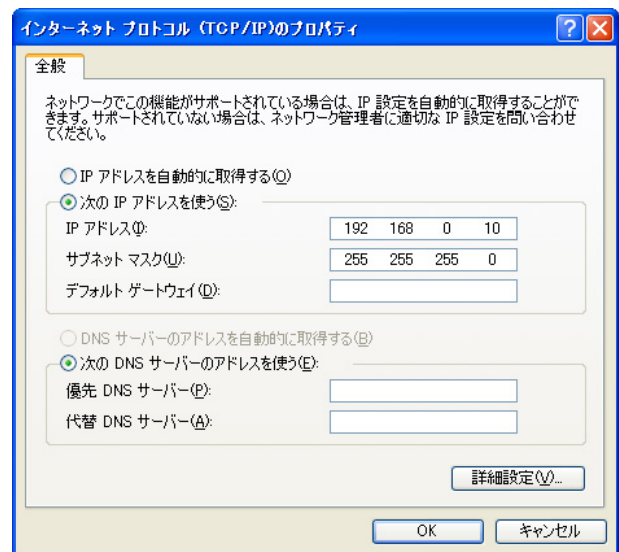 インターネット プロトコル (TCP/IP)のプロパティ
全般
ネットワークでこの機能がサポートされている場合は、IP 設定を自動的に取得することがで
きます。サポートされていない場合は、ネットワーク管理者に適切な IP 設定を問い合わせ
てください。
IP アドレスを自動的に取得する(O)
次の IP アドレスを使う(S):
IP アドレス(I): 192 168 0 10
サブネット マスク(U): 255 255 255 0
デフォルト ゲートウェイ(D):
DNS サーバーのアドレスを自動的に取得する(B)
次の DNS サーバーのアドレスを使う(E):
優先 DNS サーバー(P):
代替 DNS サーバー(A):
詳細設定(V)...
OK キャンセル